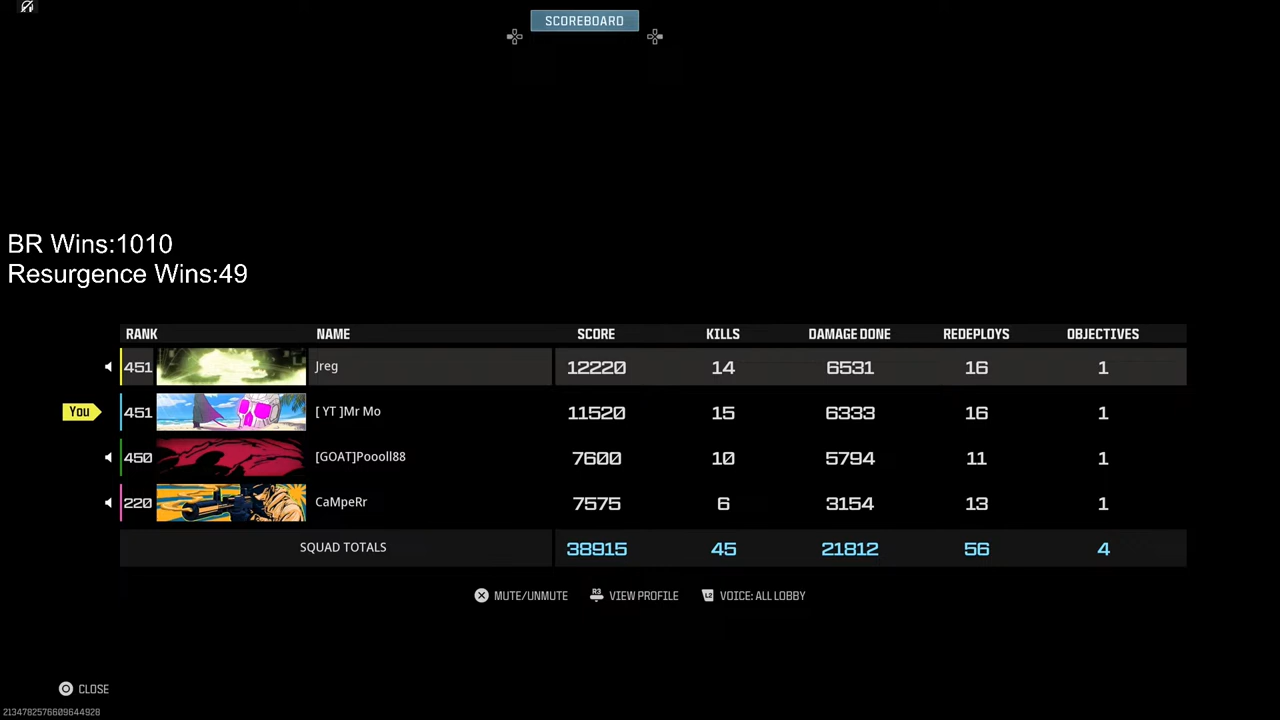 SCOREBOARD
BR Wins:1010
Resurgence Wins:49
RANK NAME SCORE KILLS DAMAGE DONE REDEPLOYS OBJECTIVES
451 Jreg 12220 14 6531 16 1
You 451 [ YT ]Mr Mo 11520 15 6333 16 1
450 [GOAT]Poooll88 7600 10 5794 11 1
220 CaMpeRr 7575 6 3154 13 1
SQUAD TOTALS 38915 45 21812 56 4
MUTE/UNMUTE R3 VIEW PROFILE L2 VOICE: ALL LOBBY
CLOSE
2134782576609644928